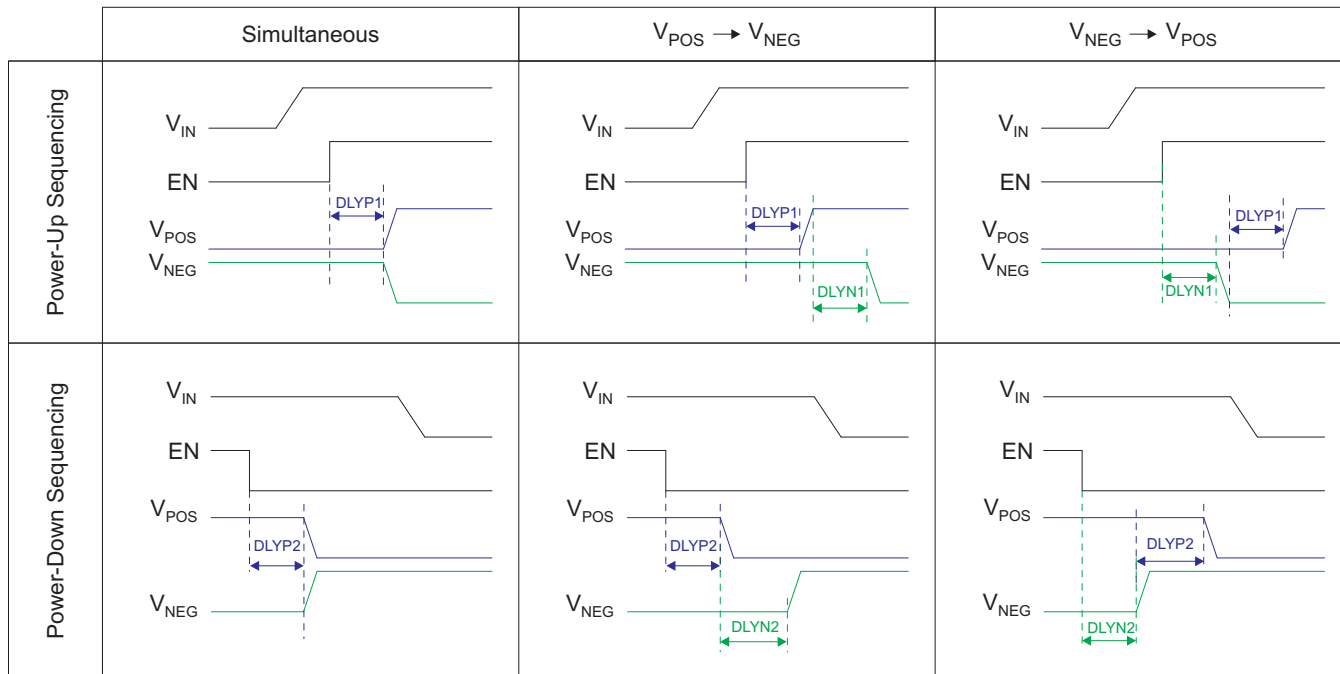 Simultaneous
VPOS → VNEG
VNEG → VPOS
Power-Up Sequencing
VIN
EN
DLYP1
VPOS
VNEG
VIN
EN
DLYP1
VPOS
VNEG
DLYN1
VIN
EN
DLYP1
VPOS
VNEG
DLYN1
Power-Down Sequencing
VIN
EN
VPOS
DLYP2
VNEG
VIN
EN
VPOS
DLYP2
VNEG
DLYN2
VIN
EN
VPOS
DLYP2
VNEG
DLYN2